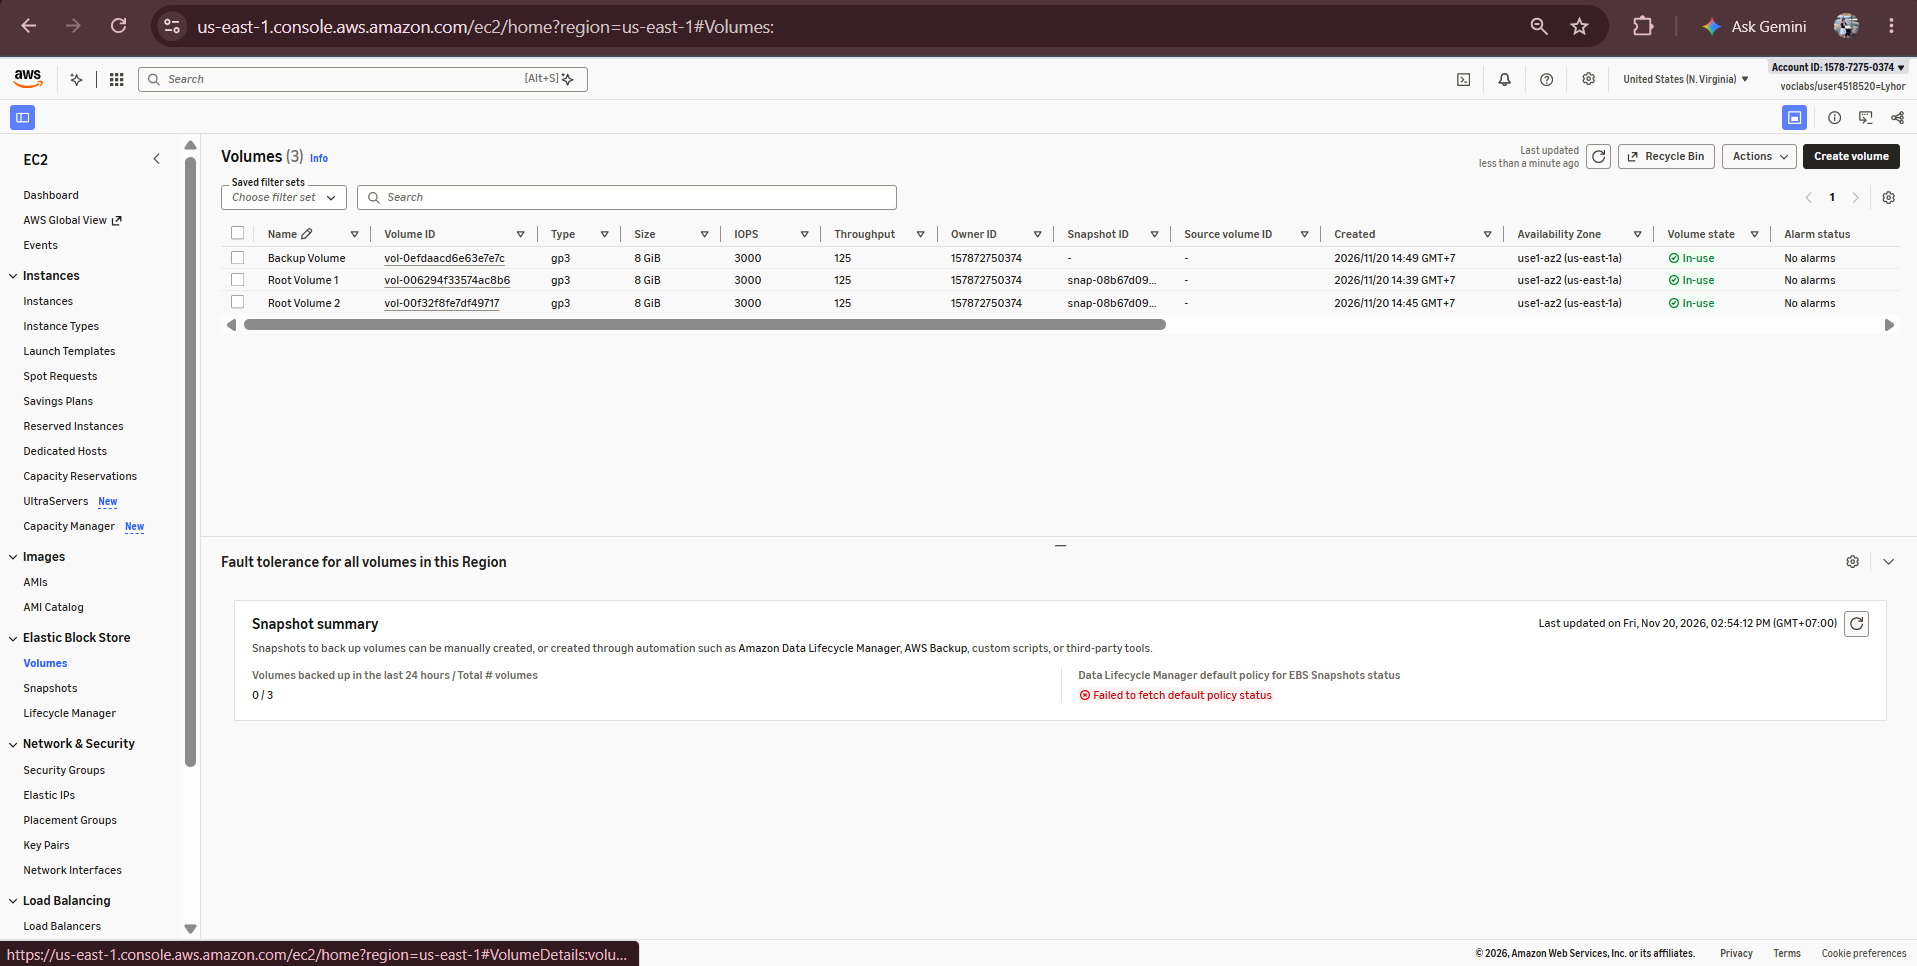 us-east-1.console.aws.amazon.com/ec2/home?region=us-east-1#Volumes:
Ask Gemini
aws
Search
[Alt+S]
United States (N. Virginia)
Account ID: 1578-7275-0374
voclabs/user4518520=Lyhor
EC2
Dashboard
AWS Global View
Events
Instances
Instances
Instance Types
Launch Templates
Spot Requests
Savings Plans
Reserved Instances
Dedicated Hosts
Capacity Reservations
UltraServers New
Capacity Manager New
Images
AMIs
AMI Catalog
Elastic Block Store
Volumes
Snapshots
Lifecycle Manager
Network & Security
Security Groups
Elastic IPs
Placement Groups
Key Pairs
Network Interfaces
Load Balancing
Load Balancers
Volumes (3) Info
Last updated
less than a minute ago
Recycle Bin
Actions
Create volume
Saved filter sets
Choose filter set
Search
1
Name Volume ID Type Size IOPS Throughput Owner ID Snapshot ID Source volume ID Created Availability Zone Volume state Alarm status
Backup Volume vol-0efdaacd6e63e7e7c gp3 8 GiB 3000 125 157872750374 - - 2026/11/20 14:49 GMT+7 use1-az2 (us-east-1a) In-use No alarms
Root Volume 1 vol-006294f33574ac8b6 gp3 8 GiB 3000 125 157872750374 snap-08b67d09... - 2026/11/20 14:39 GMT+7 use1-az2 (us-east-1a) In-use No alarms
Root Volume 2 vol-00f32f8fe7df49717 gp3 8 GiB 3000 125 157872750374 snap-08b67d09... - 2026/11/20 14:45 GMT+7 use1-az2 (us-east-1a) In-use No alarms
Fault tolerance for all volumes in this Region
Snapshot summary
Last updated on Fri, Nov 20, 2026, 02:54:12 PM (GMT+07:00)
Snapshots to back up volumes can be manually created, or created through automation such as Amazon Data Lifecycle Manager, AWS Backup, custom scripts, or third-party tools.
Volumes backed up in the last 24 hours / Total # volumes
0 / 3
Data Lifecycle Manager default policy for EBS Snapshots status
Failed to fetch default policy status
https://us-east-1.console.aws.amazon.com/ec2/home?region=us-east-1#VolumeDetails:volu...
© 2026, Amazon Web Services, Inc. or its affiliates.
Privacy
Terms
Cookie preferences